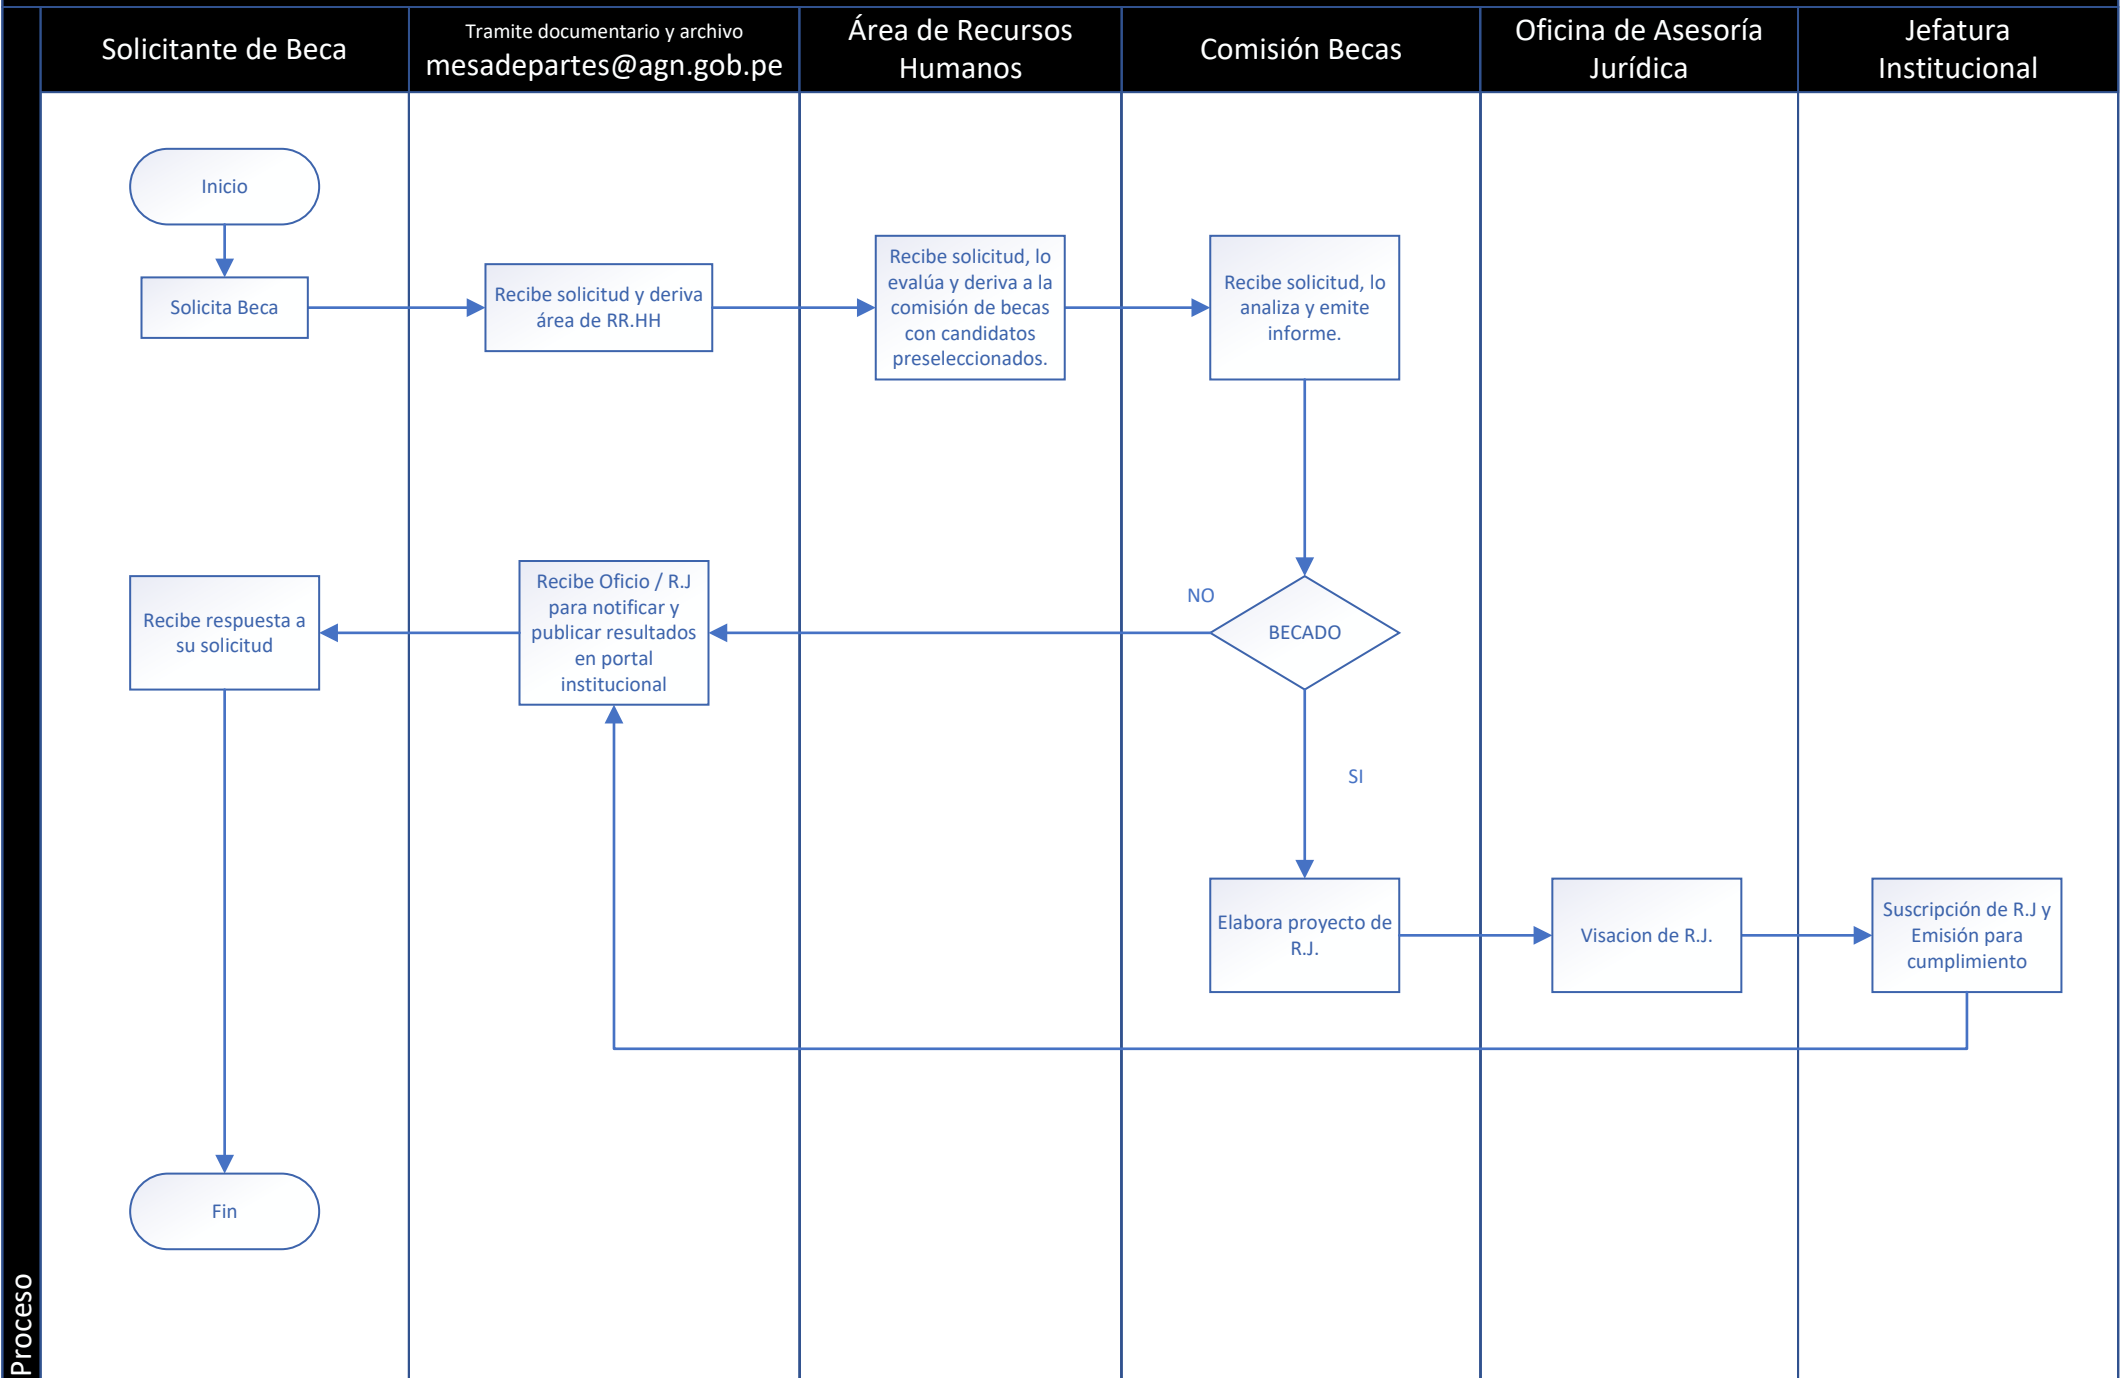 Solicitante de Beca
Tramite documentario y archivo
mesadepartes@agn.gob.pe
Área de Recursos
Humanos
Comisión Becas
Oficina de Asesoría
Jurídica
Jefatura
Institucional
Inicio
Solicita Beca
Recibe solicitud y deriva
área de RR.HH
Recibe solicitud, lo
evalúa y deriva a la
comisión de becas
con candidatos
preseleccionados.
Recibe solicitud, lo
analiza y emite
informe.
Recibe respuesta a
su solicitud
Recibe Oficio / R.J
para notificar y
publicar resultados
en portal
institucional
NO
BECADO
SI
Elabora proyecto de
R.J.
Visacion de R.J.
Suscripción de R.J y
Emisión para
cumplimiento
Fin
Proceso